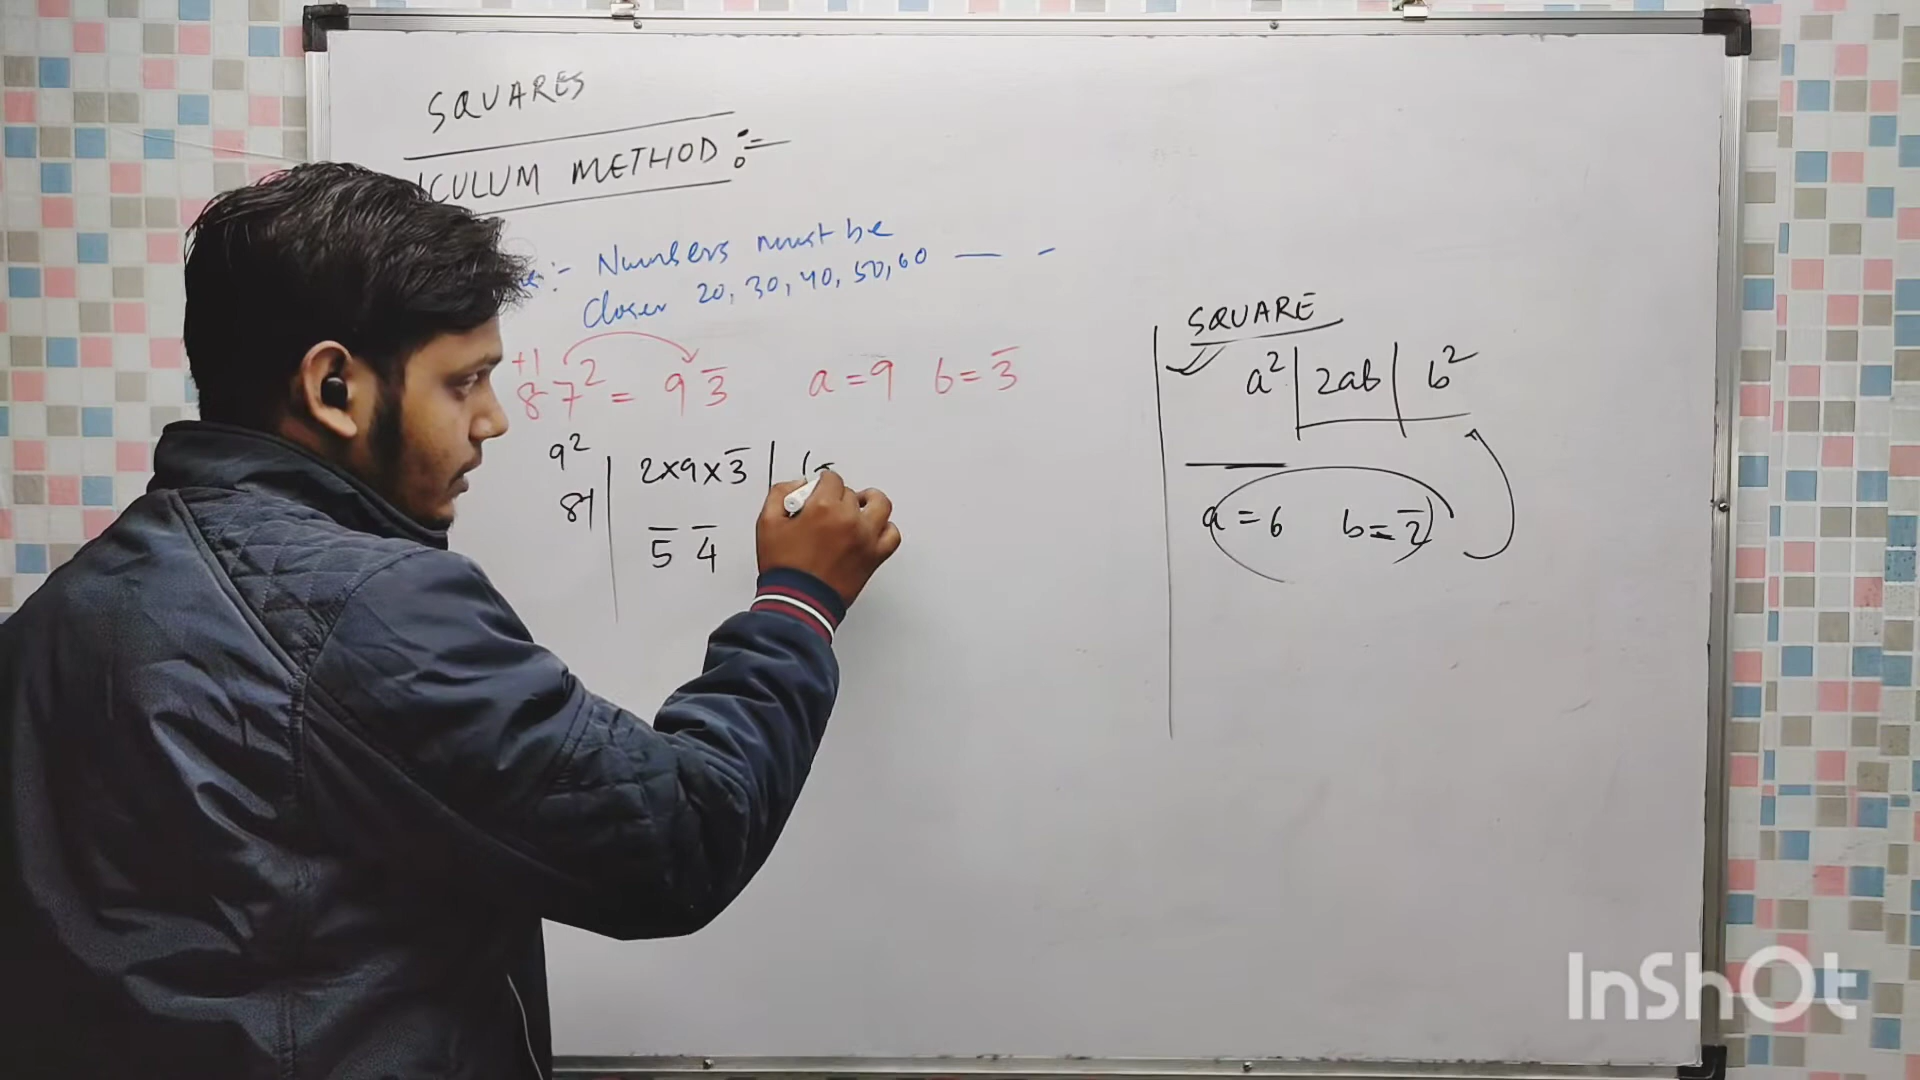 SQUARES
CULUM METHOD :=
:- Numbers must be
Closer 20, 30, 40, 50, 60 — -
+1
87² = 93̅ a = 9 b = 3̅
9² | 2×9×3̅ | (
81 | 5̅ 4̅
SQUARE
a² | 2ab | b²
a = 6 b = 2̅
InShOt